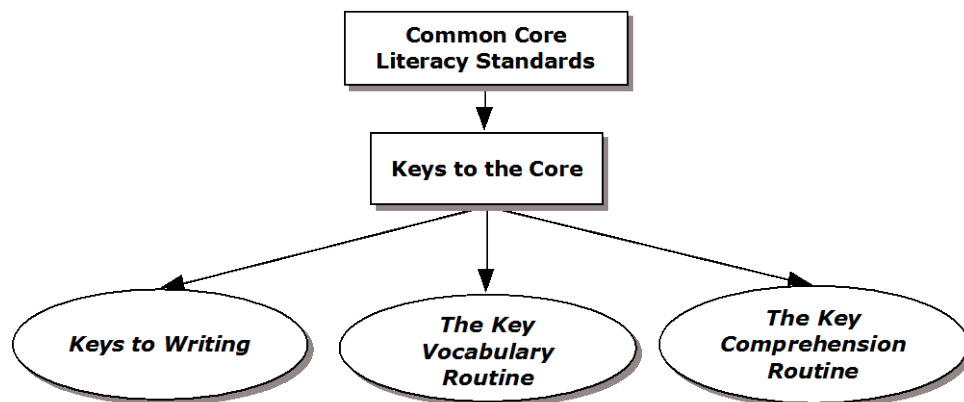 Common Core
Literacy Standards
Keys to the Core
Keys to Writing
The Key
Vocabulary
Routine
The Key
Comprehension
Routine